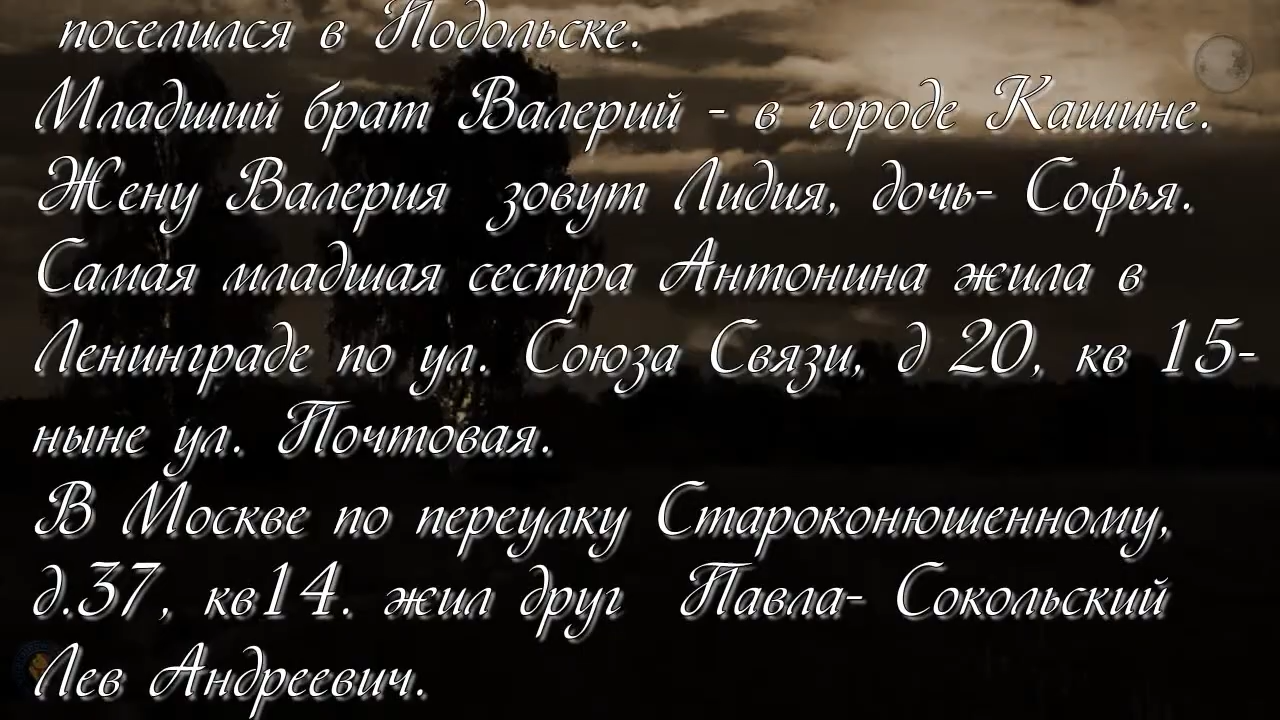 поселился в Подольске.
Младший брат Валерий - в городе Кашине.
Жену Валерия зовут Лидия, дочь- Софья.
Самая младшая сестра Антонина жила в
Ленинграде по ул. Союза Связи, д 20, кв 15-
ныне ул. Почтовая.
В Москве по переулку Староконюшенному,
д.37, кв14. жил друг Павла- Сокольский
Лев Андреевич.